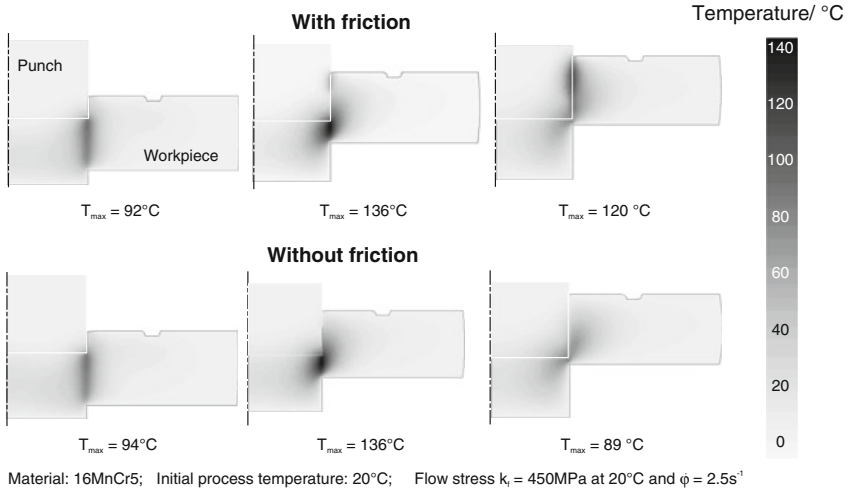 Temperature/ °C
With friction
Punch
Workpiece
T_max = 92°C
T_max = 136°C
T_max = 120 °C
Without friction
T_max = 94°C
T_max = 136°C
T_max = 89 °C
140
120
100
80
60
40
20
0
Material: 16MnCr5; Initial process temperature: 20°C; Flow stress k_f = 450MPa at 20°C and φ̇ = 2.5s⁻¹